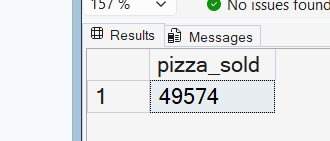 157 % No issues found
Results Messages
pizza_sold
1 49574